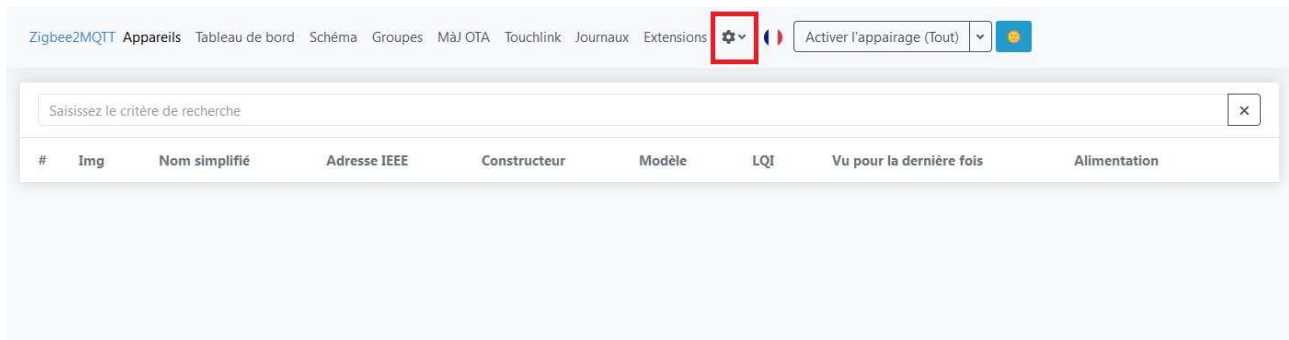 Zigbee2MQTT Appareils Tableau de bord Schéma Groupes MàJ OTA Touchlink Journaux Extensions Activer l'appairage (Tout)
Saisissez le critère de recherche
# Img Nom simplifié Adresse IEEE Constructeur Modèle LQI Vu pour la dernière fois Alimentation